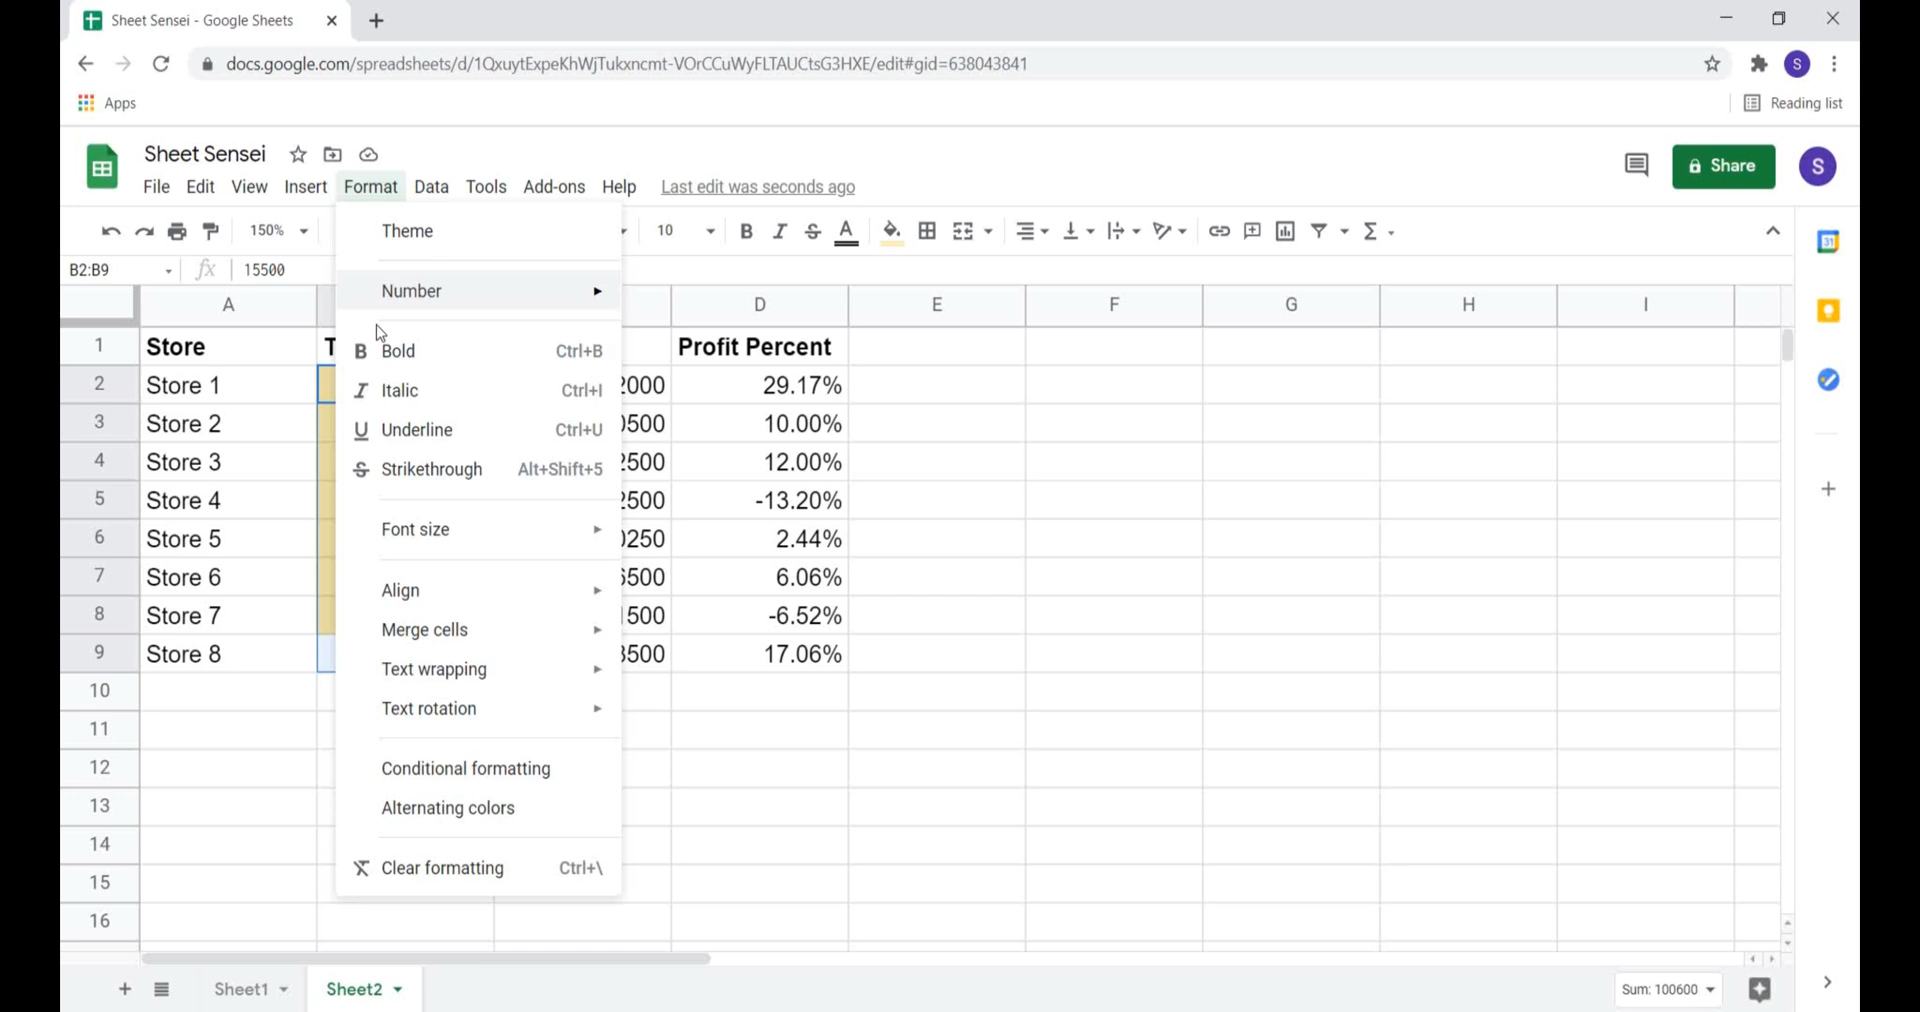 Sheet Sensei - Google Sheets
docs.google.com/spreadsheets/d/1QxuytExpeKhWjTukxncmt-VOrCCuWyFLTAUCtsG3HXE/edit#gid=638043841
S
Apps
Reading list
Sheet Sensei
Share
S
File Edit View Insert Format Data Tools Add-ons Help Last edit was seconds ago
150% 10 B I S A Σ
31
B2:B9 fx 15500
A D E F G H I
1 Store T Profit Percent
2 Store 1 2000 29.17%
3 Store 2 0500 10.00%
4 Store 3 2500 12.00%
5 Store 4 2500 -13.20%
6 Store 5 0250 2.44%
7 Store 6 6500 6.06%
8 Store 7 1500 -6.52%
9 Store 8 3500 17.06%
10
11
12
13
14
15
16
Theme
Number
B Bold Ctrl+B
I Italic Ctrl+I
U Underline Ctrl+U
S Strikethrough Alt+Shift+5
Font size
Align
Merge cells
Text wrapping
Text rotation
Conditional formatting
Alternating colors
Clear formatting Ctrl+\
Sheet1 Sheet2 Sum: 100600